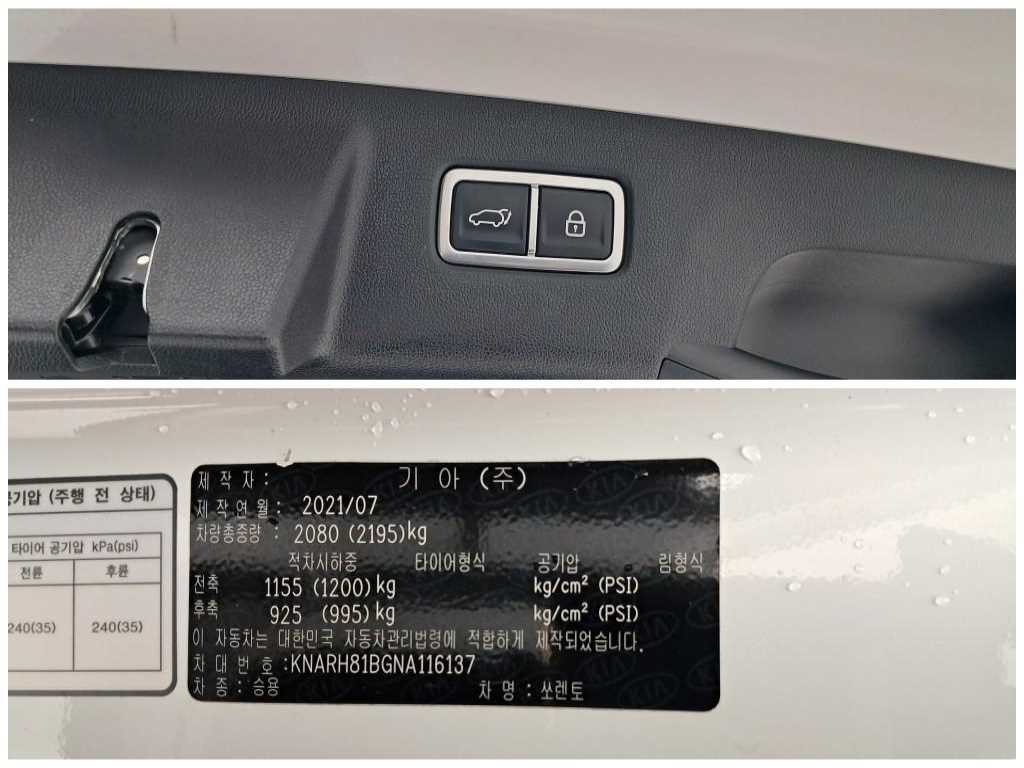 공기압 (주행 전 상태)
타이어 공기압 kPa(psi)
전륜 후륜
240(35) 240(35)
제 작 자 : 기 아 (주)
제 작 연 월 : 2021/07
차량총중량 : 2080 (2195)kg
적차시하중 타이어형식 공기압 림형식
전축 1155 (1200)kg kg/cm² (PSI)
후축 925 (995)kg kg/cm² (PSI)
이 자동차는 대한민국 자동차관리법령에 적합하게 제작되었습니다.
차 대 번 호 :KNARH81BGNA116137
차 종 : 승용 차 명 : 쏘렌토